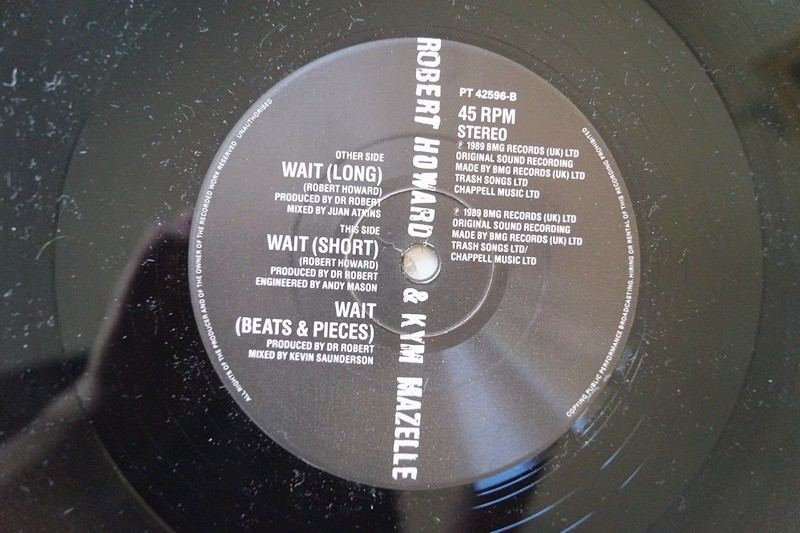 ROBERT HOWARD & KYM MAZELLE
OTHER SIDE
WAIT (LONG)
(ROBERT HOWARD)
PRODUCED BY DR ROBERT
MIXED BY JUAN ATKINS
THIS SIDE
WAIT (SHORT)
(ROBERT HOWARD)
PRODUCED BY DR ROBERT
ENGINEERED BY ANDY MASON
WAIT
(BEATS & PIECES)
PRODUCED BY DR ROBERT
MIXED BY KEVIN SAUNDERSON
PT 42596-B
45 RPM
STEREO
℗ 1989 BMG RECORDS (UK) LTD
ORIGINAL SOUND RECORDING
MADE BY BMG RECORDS (UK) LTD
TRASH SONGS LTD
CHAPPELL MUSIC LTD
℗ 1989 BMG RECORDS (UK) LTD
ORIGINAL SOUND RECORDING
MADE BY BMG RECORDS (UK) LTD
TRASH SONGS LTD/
CHAPPELL MUSIC LTD
ALL RIGHTS OF THE PRODUCER AND OF THE OWNER OF THE RECORDED WORK RESERVED UNAUTHORISED
COPYING, PUBLIC PERFORMANCE BROADCASTING, HIRING OR RENTAL OF THIS RECORDING PROHIBITED